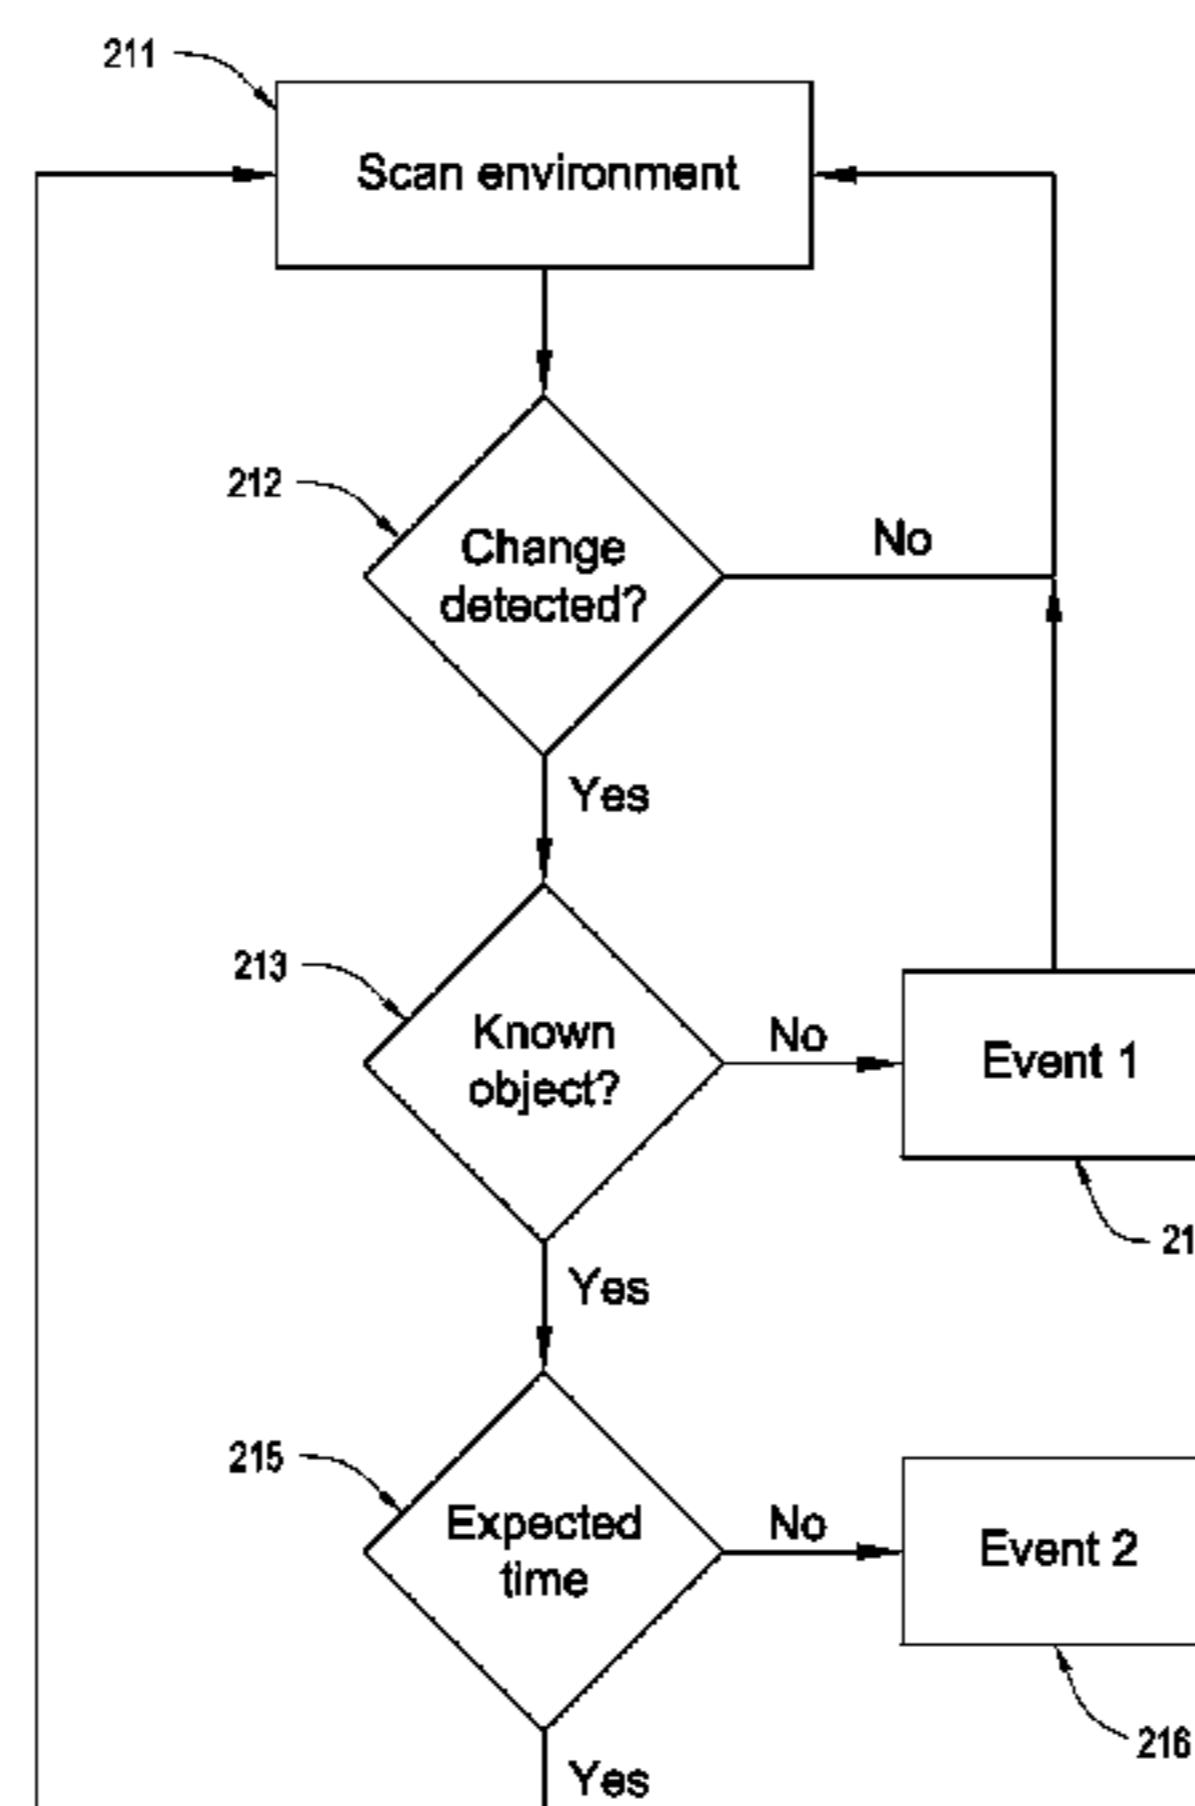 211
Scan environment
212
Change
detected?
No
Yes
213
Known
object?
No
Event 1
21
Yes
215
Expected
time
No
Event 2
216
Yes